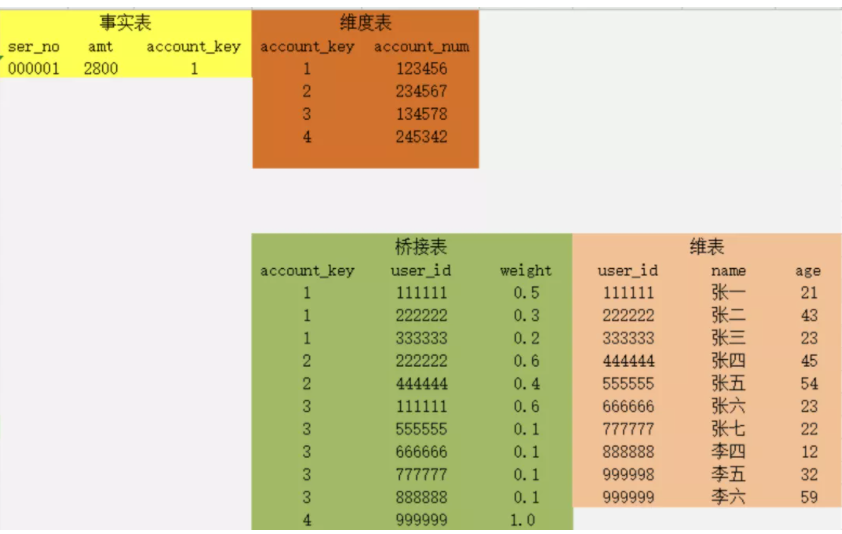 事实表 维度表
ser_no amt account_key account_key account_num
000001 2800 1 1 123456
2 234567
3 134578
4 245342
桥接表 维表
account_key user_id weight user_id name age
1 111111 0.5 111111 张一 21
1 222222 0.3 222222 张二 43
1 333333 0.2 333333 张三 23
2 222222 0.6 444444 张四 45
2 444444 0.4 555555 张五 54
3 111111 0.6 666666 张六 23
3 555555 0.1 777777 张七 22
3 666666 0.1 888888 李四 12
3 777777 0.1 999998 李五 32
3 888888 0.1 999999 李六 59
4 999999 1.0